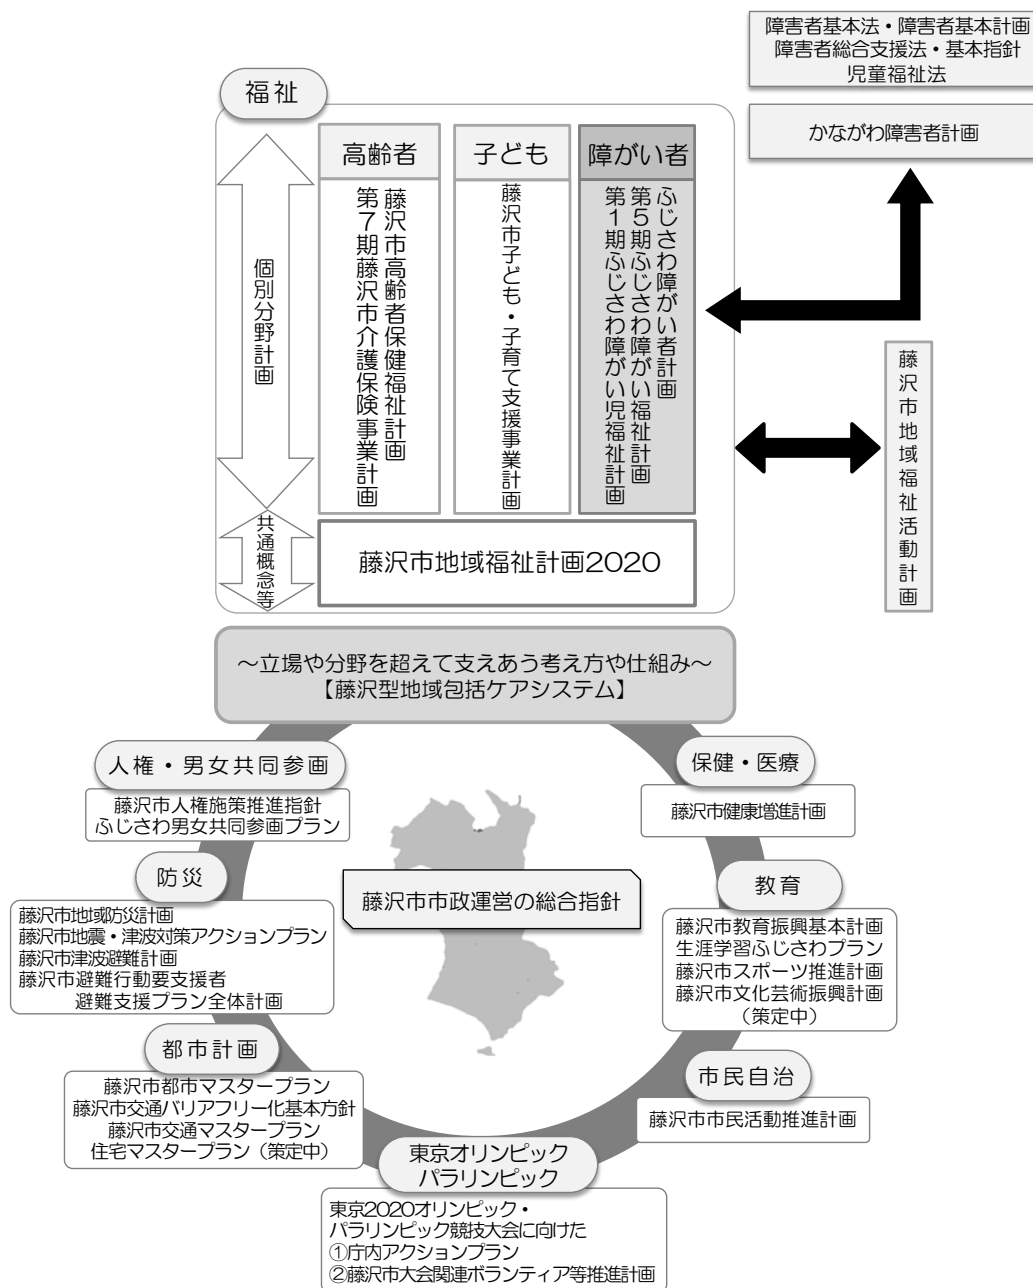 障害者基本法・障害者基本計画
障害者総合支援法・基本指針
児童福祉法
かながわ障害者計画
福祉
個別分野計画
共通概念等
高齢者
藤沢市高齢者保健福祉計画
第7期藤沢市介護保険事業計画
子ども
藤沢市子ども・子育て支援事業計画
障がい者
ふじさわ障がい者計画
第5期ふじさわ障がい福祉計画
第1期ふじさわ障がい児福祉計画
藤沢市地域福祉計画2020
藤沢市地域福祉活動計画
～立場や分野を超えて支えあう考え方や仕組み～
【藤沢型地域包括ケアシステム】
人権・男女共同参画
藤沢市人権施策推進指針
ふじさわ男女共同参画プラン
保健・医療
藤沢市健康増進計画
防災
藤沢市地域防災計画
藤沢市地震・津波対策アクションプラン
藤沢市津波避難計画
藤沢市避難行動要支援者
避難支援プラン全体計画
藤沢市市政運営の総合指針
教育
藤沢市教育振興基本計画
生涯学習ふじさわプラン
藤沢市スポーツ推進計画
藤沢市文化芸術振興計画
（策定中）
都市計画
藤沢市都市マスタープラン
藤沢市交通バリアフリー化基本方針
藤沢市交通マスタープラン
住宅マスタープラン（策定中）
市民自治
藤沢市市民活動推進計画
東京オリンピック
パラリンピック
東京2020オリンピック・
パラリンピック競技大会に向けた
①庁内アクションプラン
②藤沢市大会関連ボランティア等推進計画